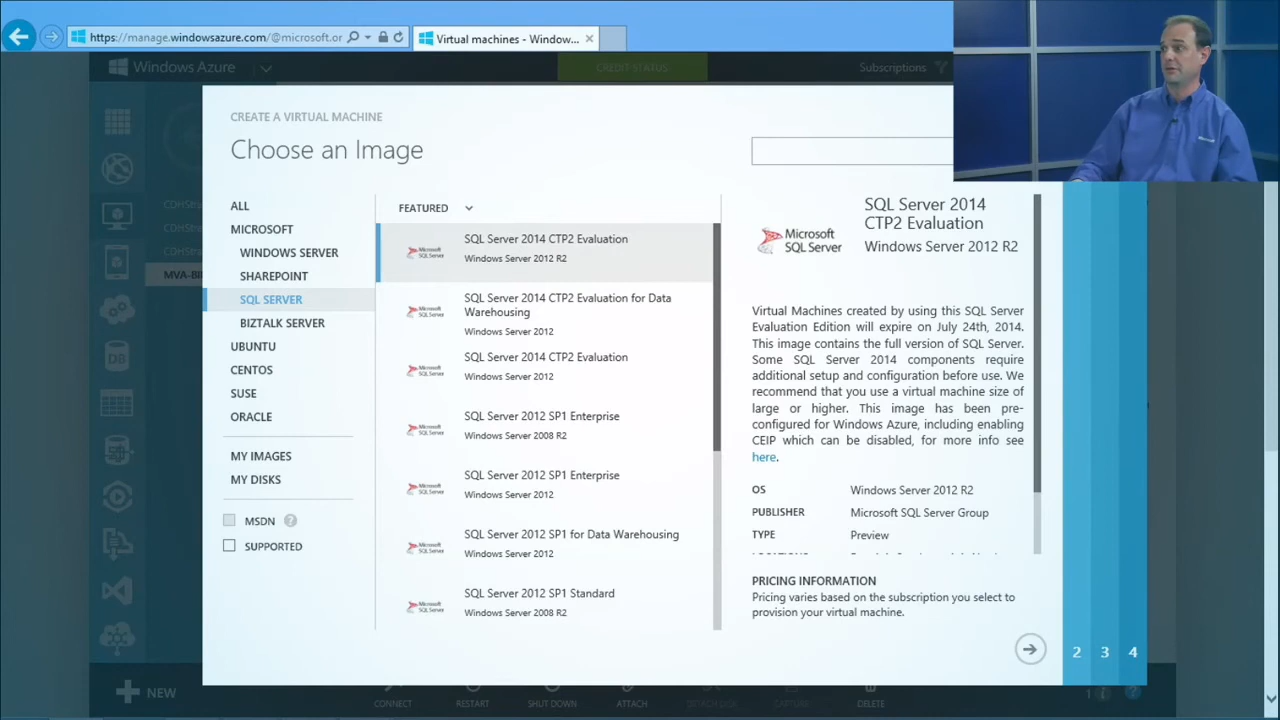 https://manage.windowsazure.com/@microsoft.or
Virtual machines - Window...
Windows Azure
CREDIT STATUS
Subscriptions
CREATE A VIRTUAL MACHINE
Choose an Image
ALL
MICROSOFT
WINDOWS SERVER
SHAREPOINT
SQL SERVER
BIZTALK SERVER
UBUNTU
CENTOS
SUSE
ORACLE
MY IMAGES
MY DISKS
MSDN ?
SUPPORTED
FEATURED
SQL Server 2014 CTP2 Evaluation
Windows Server 2012 R2
SQL Server 2014 CTP2 Evaluation for Data
Warehousing
Windows Server 2012
SQL Server 2014 CTP2 Evaluation
Windows Server 2012
SQL Server 2012 SP1 Enterprise
Windows Server 2008 R2
SQL Server 2012 SP1 Enterprise
Windows Server 2012
SQL Server 2012 SP1 for Data Warehousing
Windows Server 2012
SQL Server 2012 SP1 Standard
Windows Server 2008 R2
Microsoft
SQL Server
SQL Server 2014
CTP2 Evaluation
Windows Server 2012 R2
Virtual Machines created by using this SQL Server
Evaluation Edition will expire on July 24th, 2014.
This image contains the full version of SQL Server.
Some SQL Server 2014 components require
additional setup and configuration before use. We
recommend that you use a virtual machine size of
large or higher. This image has been pre-
configured for Windows Azure, including enabling
CEIP which can be disabled, for more info see
here.
OS Windows Server 2012 R2
PUBLISHER Microsoft SQL Server Group
TYPE Preview
PRICING INFORMATION
Pricing varies based on the subscription you select to
provision your virtual machine.
2 3 4
NEW
CONNECT
RESTART
SHUT DOWN
ATTACH
DELETE
1